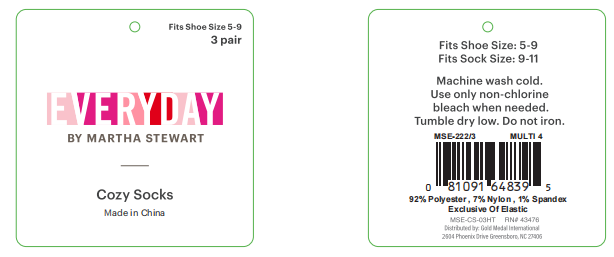 Fits Shoe Size 5-9
3 pair
EVERYDAY
BY MARTHA STEWART
Cozy Socks
Made in China
Fits Shoe Size: 5-9
Fits Sock Size: 9-11
Machine wash cold.
Use only non-chlorine
bleach when needed.
Tumble dry low. Do not iron.
MSE-222/3 MULTI 4
0 81091 64839 5
92% Polyester , 7% Nylon , 1% Spandex
Exclusive Of Elastic
MSE-CS-03HT RN# 43476
Distributed by: Gold Medal International
2604 Phoenix Drive Greensboro, NC 27406